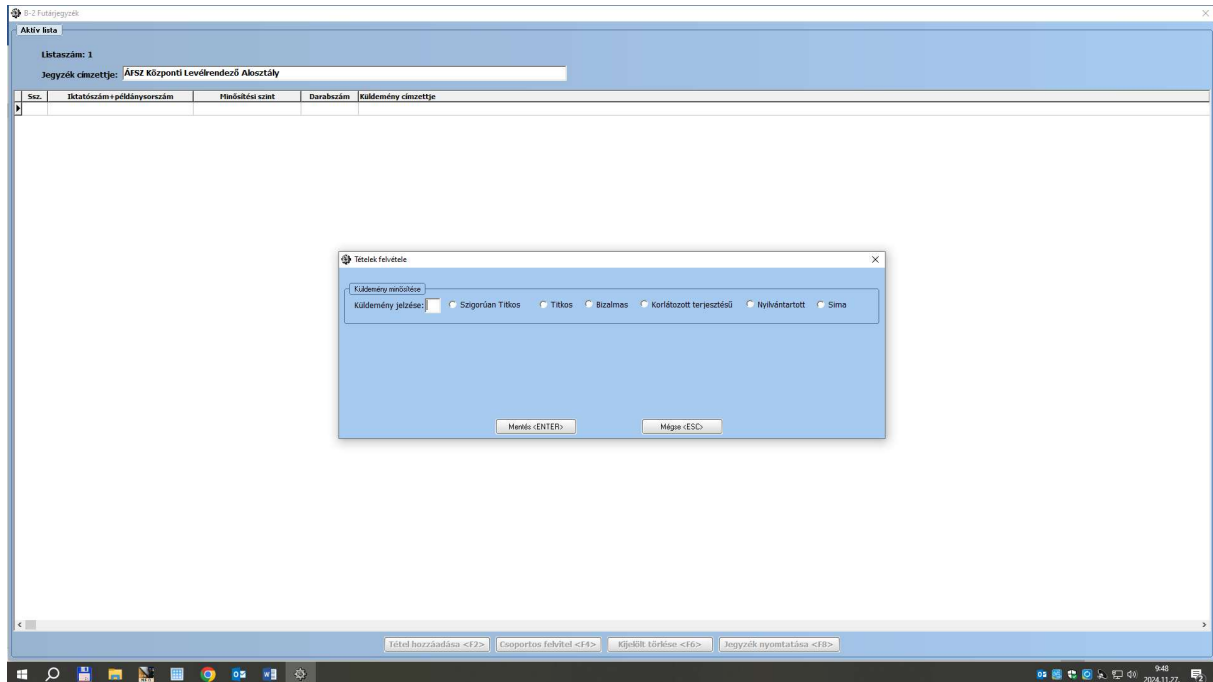 B-2 Futárjegyzék
Aktív lista
Listaszám: 1
Jegyzék címzettje: ÁFSZ Központi Levélrendező Alosztály
Ssz. Iktatószám+példánysorszám Minősítési szint Darabszám Küldemény címzettje
Tételek felvétele
Küldemény minősítése
Küldemény jelzése: Szigorúan Titkos Titkos Bizalmas Korlátozott terjesztésű Nyilvántartott Sima
Mentés <ENTER> Mégse <ESC>
Tétel hozzáadása <F2> Csoportos felvitel <F4> Kijelölt törlése <F6> Jegyzék nyomtatása <F8>
9:48
2024.11.27.